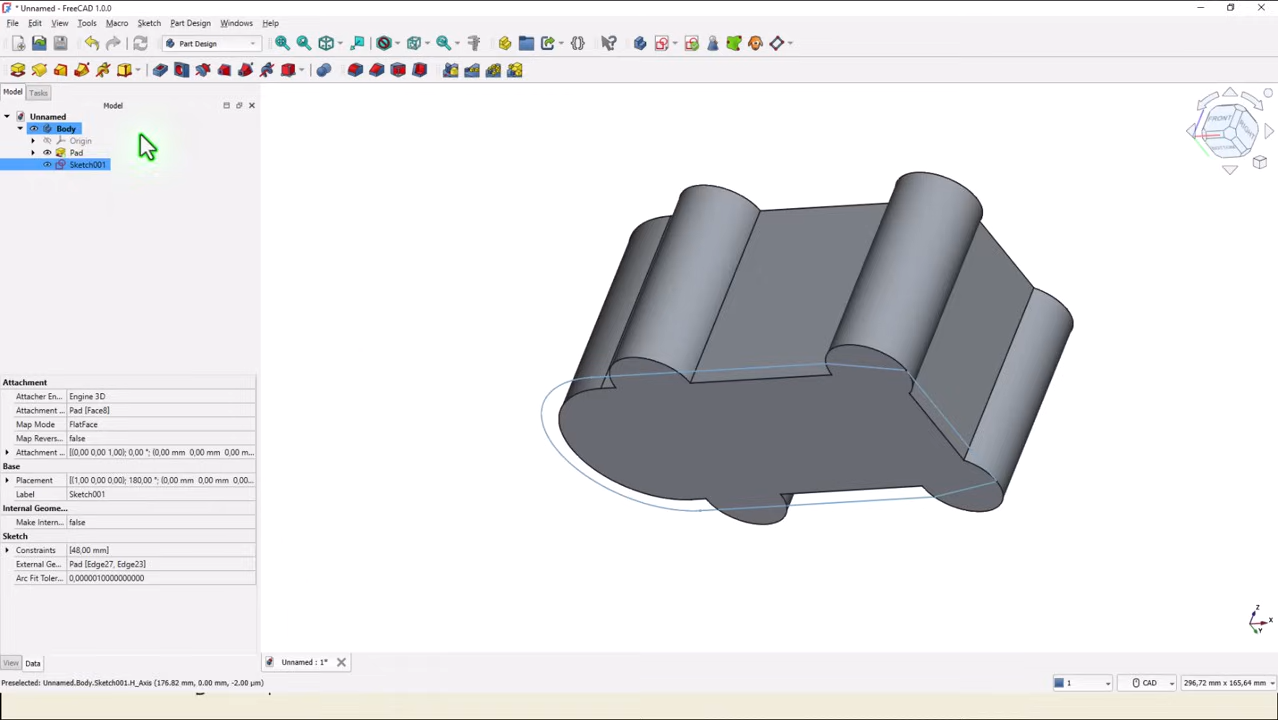 * Unnamed - FreeCAD 1.0.0
File Edit View Tools Macro Sketch Part Design Windows Help
Part Design
Model Tasks
Model
Unnamed
Body
Origin
Pad
Sketch001
FRONT
RIGHT
Attachment
Attacher En... Engine 3D
Attachment ... Pad [Face8]
Map Mode FlatFace
Map Revers... false
Attachment ... [(0,00 0,00 1,00); 0,00 °; (0,00 mm 0,00 mm 0,00 m...
Base
Placement [(1,00 0,00 0,00); 180,00 °; (0,00 mm 0,00 mm 0,00...
Label Sketch001
Internal Geome...
Make Intern... false
Sketch
Constraints [48,00 mm]
External Ge... Pad [Edge27, Edge23]
Arc Fit Toler... 0,0000010000000000
Z
X
Y
View Data
Unnamed : 1*
Preselected: Unnamed.Body.Sketch001.H_Axis (176.82 mm, 0.00 mm, -2.00 µm)
1 CAD 296,72 mm x 165,64 mm